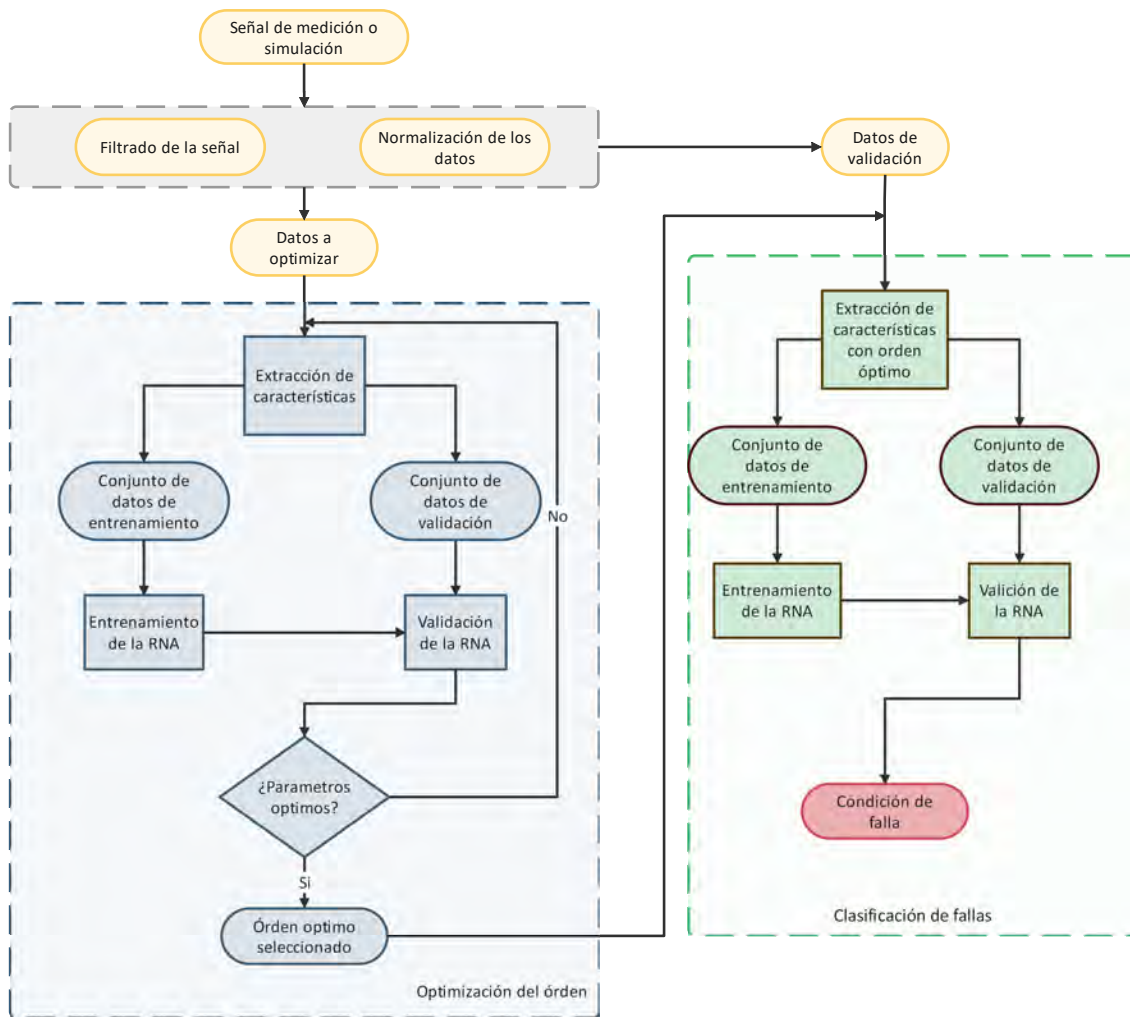 Señal de medición o
simulación
Filtrado de la señal
Normalización de los
datos
Datos de
validación
Datos a
optimizar
Extracción de
características
Conjunto de
datos de
entrenamiento
Conjunto de
datos de
validación
No
Entrenamiento
de la RNA
Validación
de la RNA
¿Parametros
optimos?
Si
Órden optimo
seleccionado
Optimización del órden
Extracción de
características
con orden
óptimo
Conjunto de
datos de
entrenamiento
Conjunto de
datos de
validación
Entrenamiento
de la RNA
Valición de
la RNA
Condición de
falla
Clasificación de fallas